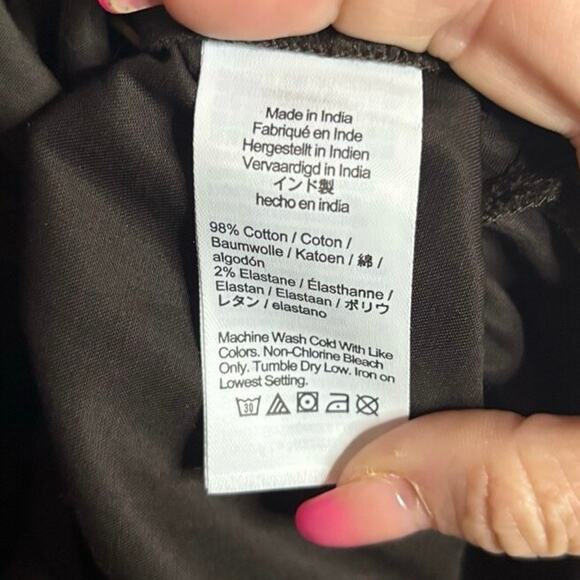 Made in India
Fabriqué en Inde
Hergestellt in Indien
Vervaardigd in India
インド製
hecho en india
98% Cotton / Coton /
Baumwolle / Katoen / 綿 /
algodón
2% Elastane / Élasthanne /
Elastan / Elastaan / ポリウ
レタン / elastano
Machine Wash Cold With Like
Colors. Non-Chlorine Bleach
Only. Tumble Dry Low. Iron on
Lowest Setting.
30